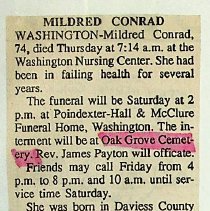 MILDRED CONRAD
WASHINGTON-Mildred Conrad,
74, died Thursday at 7:14 a.m. at the
Washington Nursing Center. She had
been in failing health for several
years.
The funeral will be Saturday at 2
p.m. at Poindexter-Hall & McClure
Funeral Home, Washington. The in-
terment will be at Oak Grove Cemet-
ery. Rev. James Payton will officate.
Friends may call Friday from 4
p.m. to 8 p.m. and 10 a.m. until ser-
vice time Saturday.
She was born in Daviess County